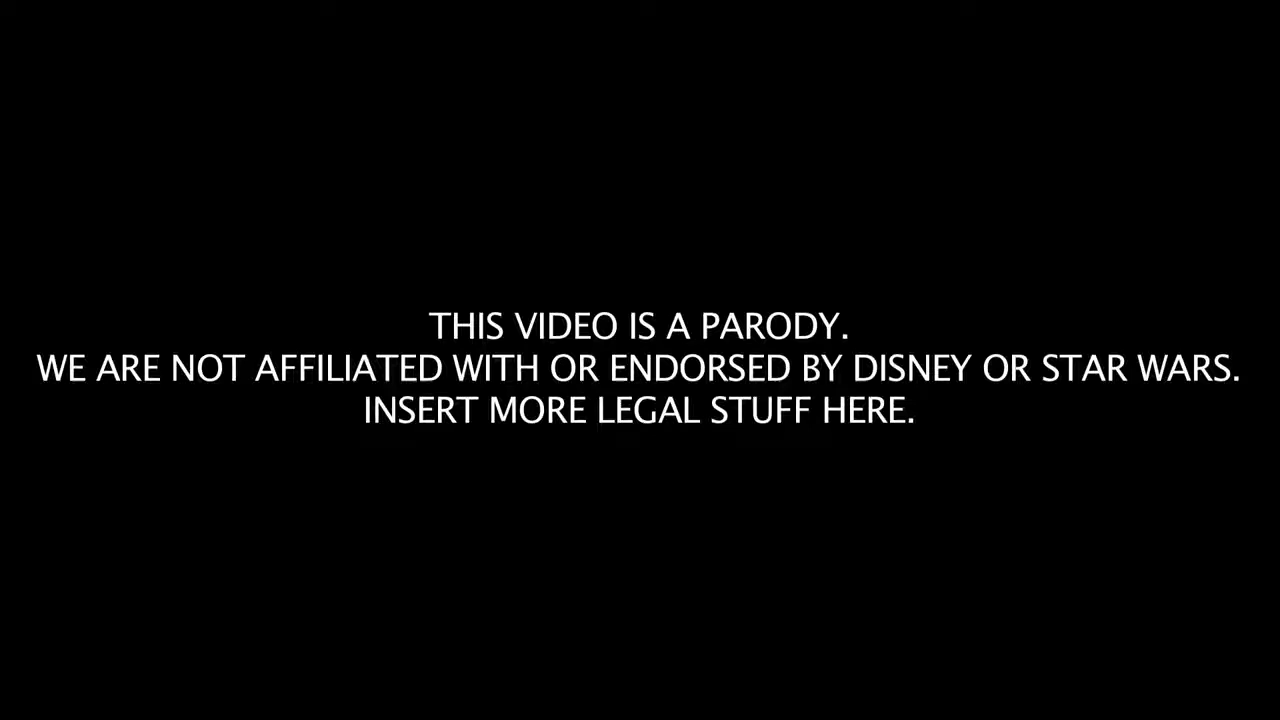 THIS VIDEO IS A PARODY.
WE ARE NOT AFFILIATED WITH OR ENDORSED BY DISNEY OR STAR WARS.
INSERT MORE LEGAL STUFF HERE.